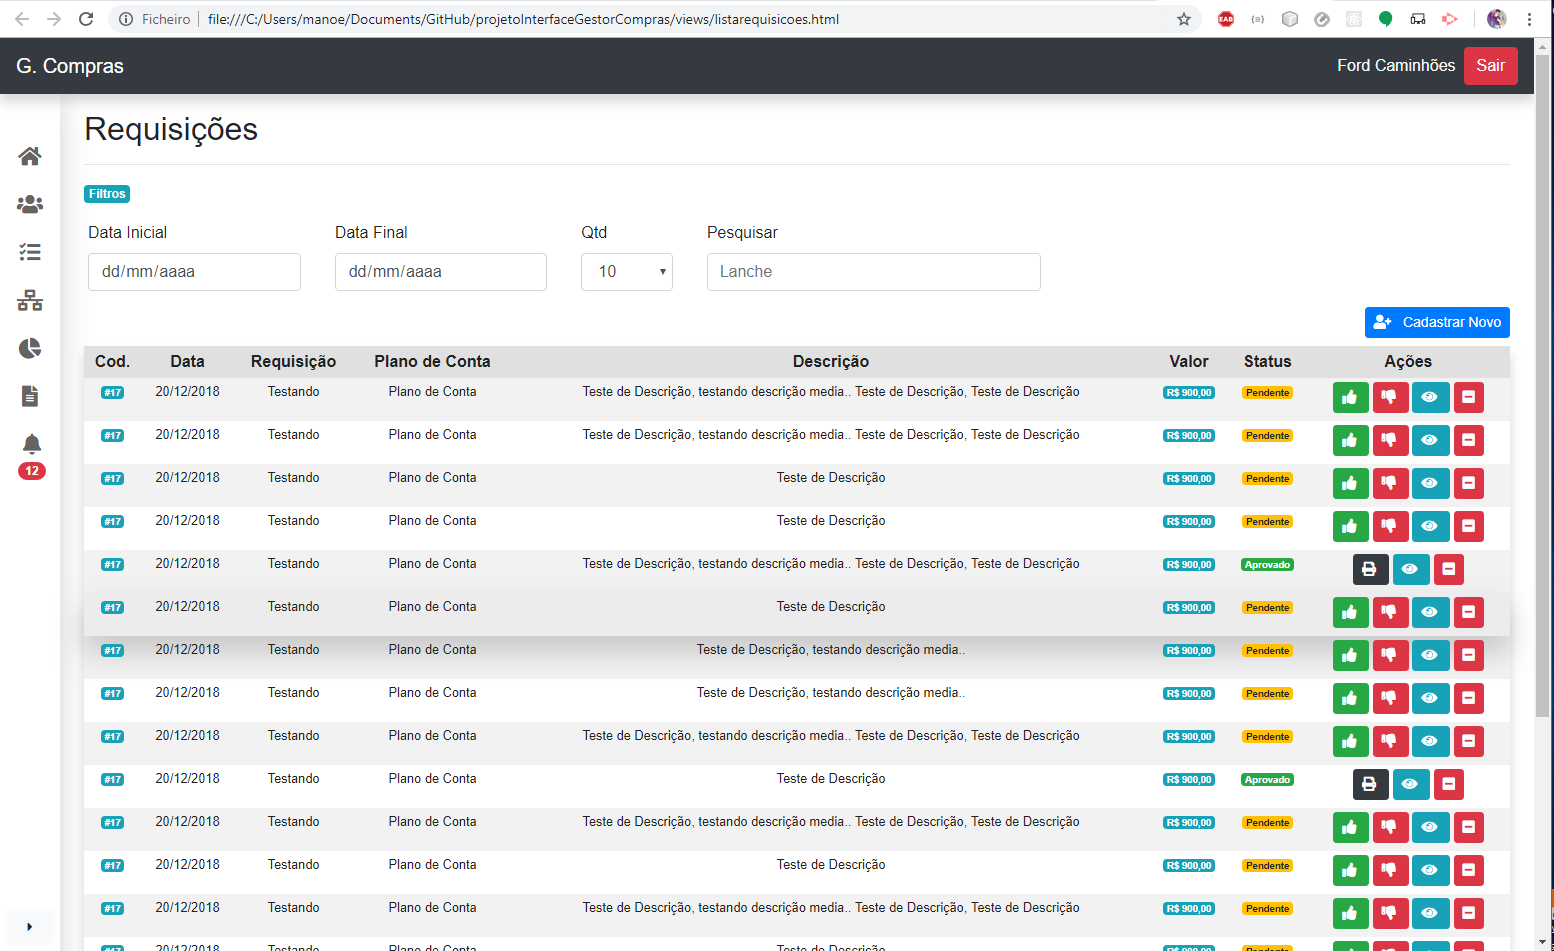 Ficheiro file:///C:/Users/manoe/Documents/GitHub/projetoInterfaceGestorCompras/views/listarequisicoes.html
G. Compras Ford Caminhões Sair
Requisições
Filtros
Data Inicial Data Final Qtd Pesquisar
dd/mm/aaaa dd/mm/aaaa 10 Lanche
Cadastrar Novo
Cod. Data Requisição Plano de Conta Descrição Valor Status Ações
#17 20/12/2018 Testando Plano de Conta Teste de Descrição, testando descrição media.. Teste de Descrição, Teste de Descrição R$ 900,00 Pendente
#17 20/12/2018 Testando Plano de Conta Teste de Descrição, testando descrição media.. Teste de Descrição, Teste de Descrição R$ 900,00 Pendente
12
#17 20/12/2018 Testando Plano de Conta Teste de Descrição R$ 900,00 Pendente
#17 20/12/2018 Testando Plano de Conta Teste de Descrição R$ 900,00 Pendente
#17 20/12/2018 Testando Plano de Conta Teste de Descrição, testando descrição media.. Teste de Descrição, Teste de Descrição R$ 900,00 Aprovado
#17 20/12/2018 Testando Plano de Conta Teste de Descrição R$ 900,00 Pendente
#17 20/12/2018 Testando Plano de Conta Teste de Descrição, testando descrição media.. R$ 900,00 Pendente
#17 20/12/2018 Testando Plano de Conta Teste de Descrição, testando descrição media.. R$ 900,00 Pendente
#17 20/12/2018 Testando Plano de Conta Teste de Descrição, testando descrição media.. Teste de Descrição, Teste de Descrição R$ 900,00 Pendente
#17 20/12/2018 Testando Plano de Conta Teste de Descrição R$ 900,00 Aprovado
#17 20/12/2018 Testando Plano de Conta Teste de Descrição, testando descrição media.. Teste de Descrição, Teste de Descrição R$ 900,00 Pendente
#17 20/12/2018 Testando Plano de Conta Teste de Descrição R$ 900,00 Pendente
#17 20/12/2018 Testando Plano de Conta Teste de Descrição, testando descrição media.. Teste de Descrição, Teste de Descrição R$ 900,00 Pendente
#17 20/12/2018 Testando Plano de Conta Teste de Descrição R$ 900,00 Pendente